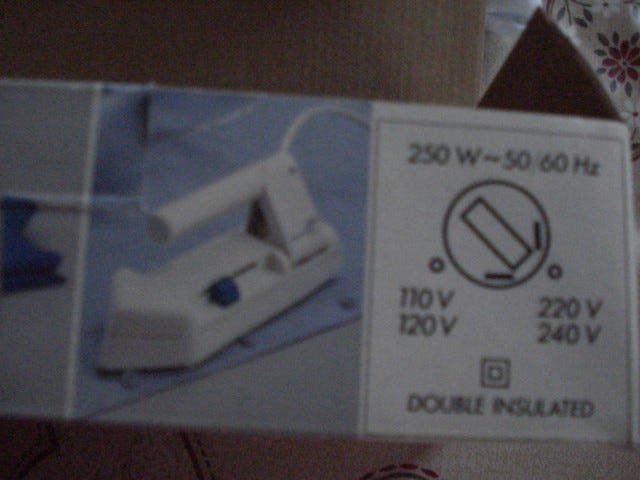 250 W~50/60 Hz
110 V 220 V
120 V 240 V
DOUBLE INSULATED